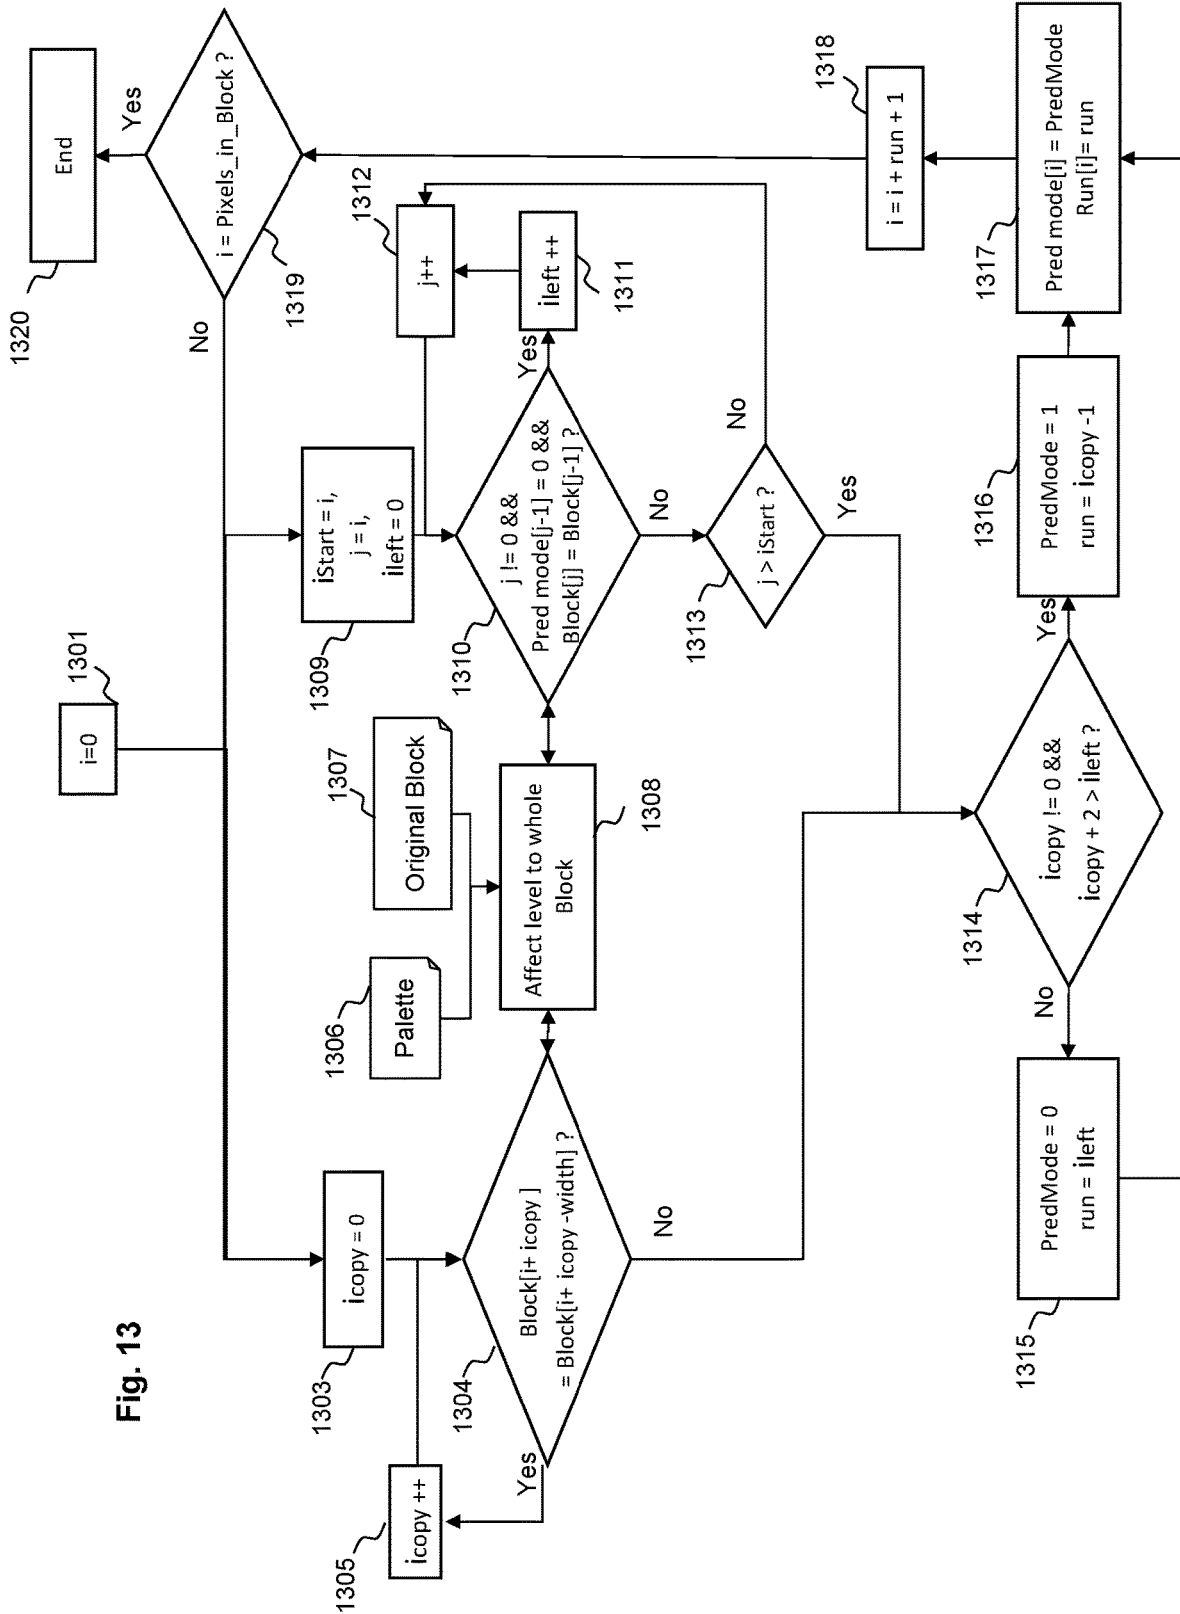 Fig. 13
i=0
1301
icopy = 0
1303
Block[i+ icopy ]
= Block[i+ icopy -width] ?
1304
Yes
No
icopy ++
1305
Palette
1306
Original Block
1307
Affect level to whole
Block
1308
iStart = i,
j = i,
ileft = 0
1309
j != 0 &&
Pred mode[j-1] = 0 &&
Block[j] = Block[j-1] ?
1310
Yes
No
ileft ++
1311
j++
1312
j > iStart ?
1313
No
Yes
icopy != 0 &&
icopy + 2 > ileft ?
1314
No
Yes
PredMode = 0
run = ileft
1315
PredMode = 1
run = icopy -1
1316
Pred mode[i] = PredMode
Run[i]= run
1317
i = i + run + 1
1318
i = Pixels_in_Block ?
1319
No
Yes
End
1320